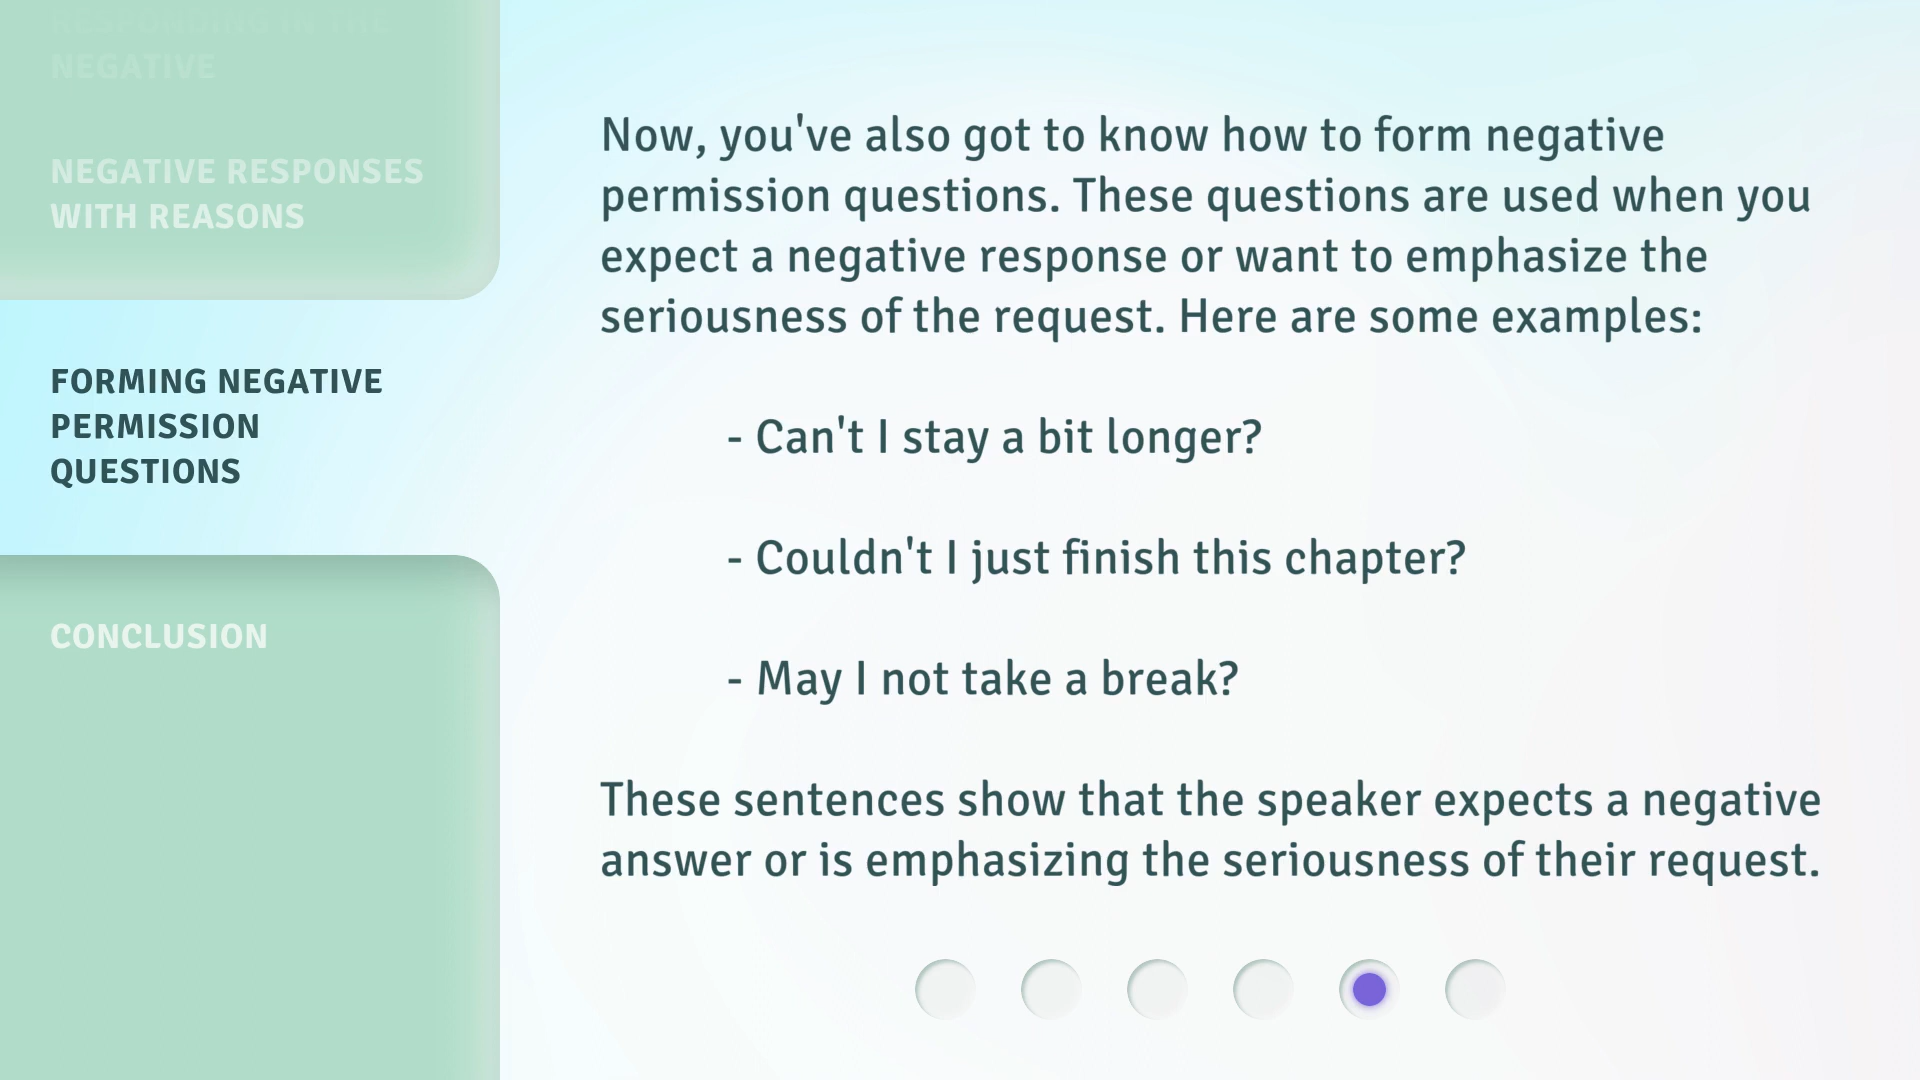 RESPONDING IN THE
NEGATIVE
NEGATIVE RESPONSES
WITH REASONS
FORMING NEGATIVE
PERMISSION
QUESTIONS
CONCLUSION
Now, you've also got to know how to form negative
permission questions. These questions are used when you
expect a negative response or want to emphasize the
seriousness of the request. Here are some examples:
- Can't I stay a bit longer?
- Couldn't I just finish this chapter?
- May I not take a break?
These sentences show that the speaker expects a negative
answer or is emphasizing the seriousness of their request.